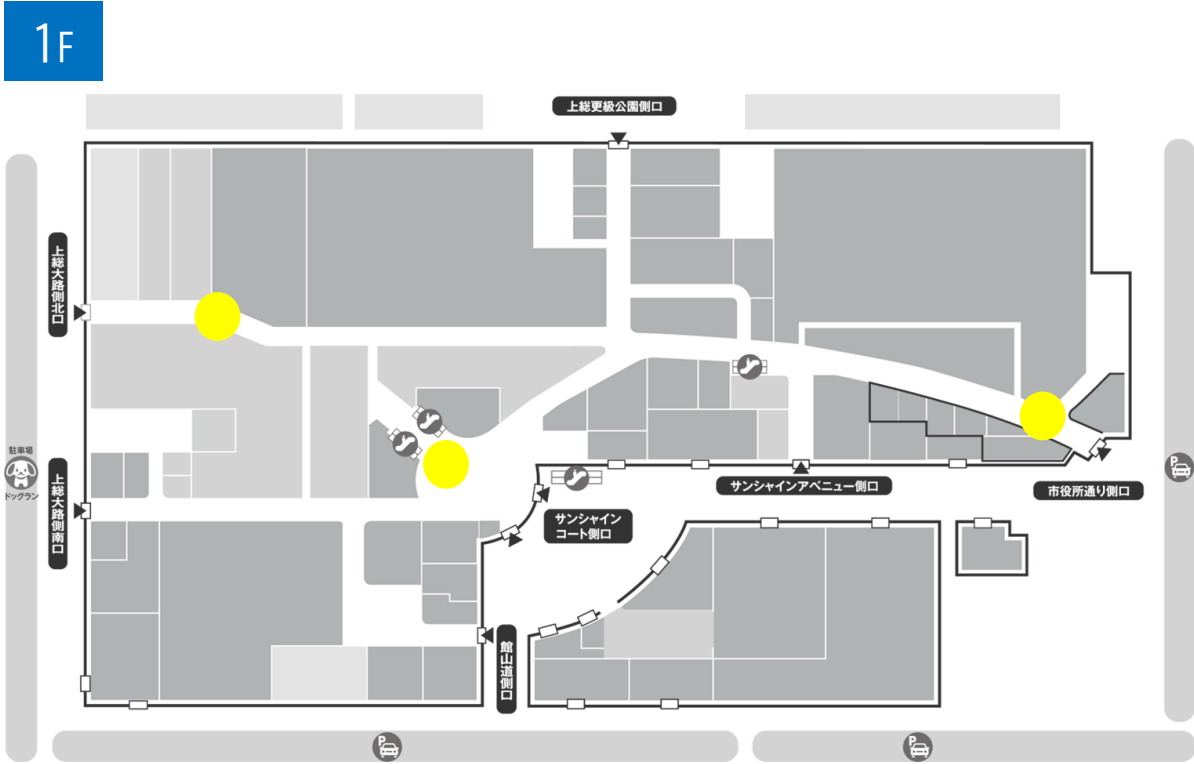 1F
上総更級公園側口
上総大路側北口
駐車場
ドッグラン
上総大路側南口
サンシャインアベニュー側口
市役所通り側口
P
サンシャイン
コート側口
館山道側口
P
P